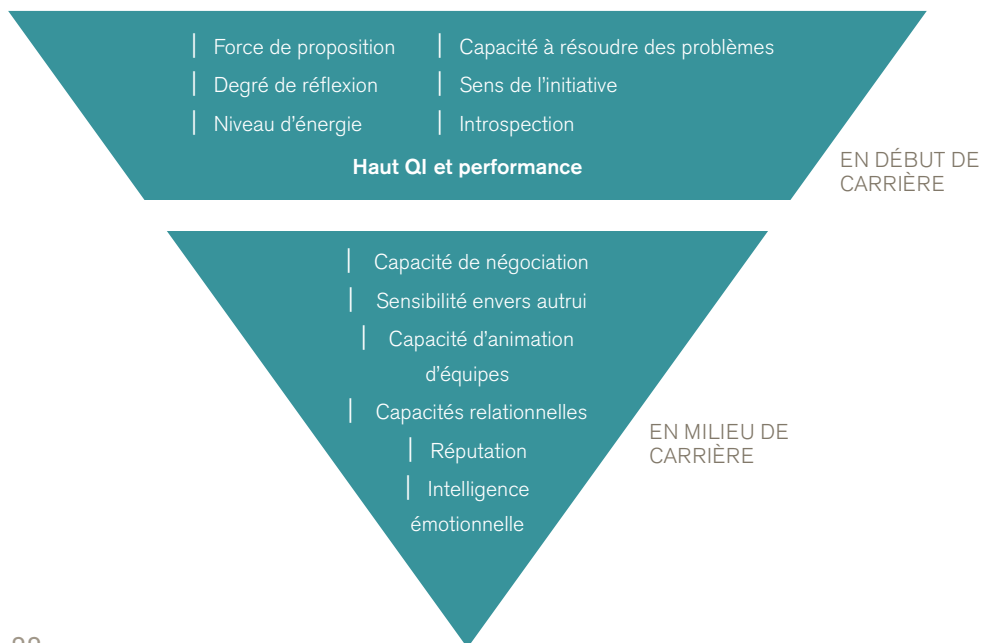 | Force de proposition | Capacité à résoudre des problèmes
| Degré de réflexion | Sens de l'initiative
| Niveau d'énergie | Introspection
Haut QI et performance
EN DÉBUT DE
CARRIÈRE
| Capacité de négociation
| Sensibilité envers autrui
| Capacité d'animation
d'équipes
| Capacités relationnelles
| Réputation
| Intelligence
émotionnelle
EN MILIEU DE
CARRIÈRE